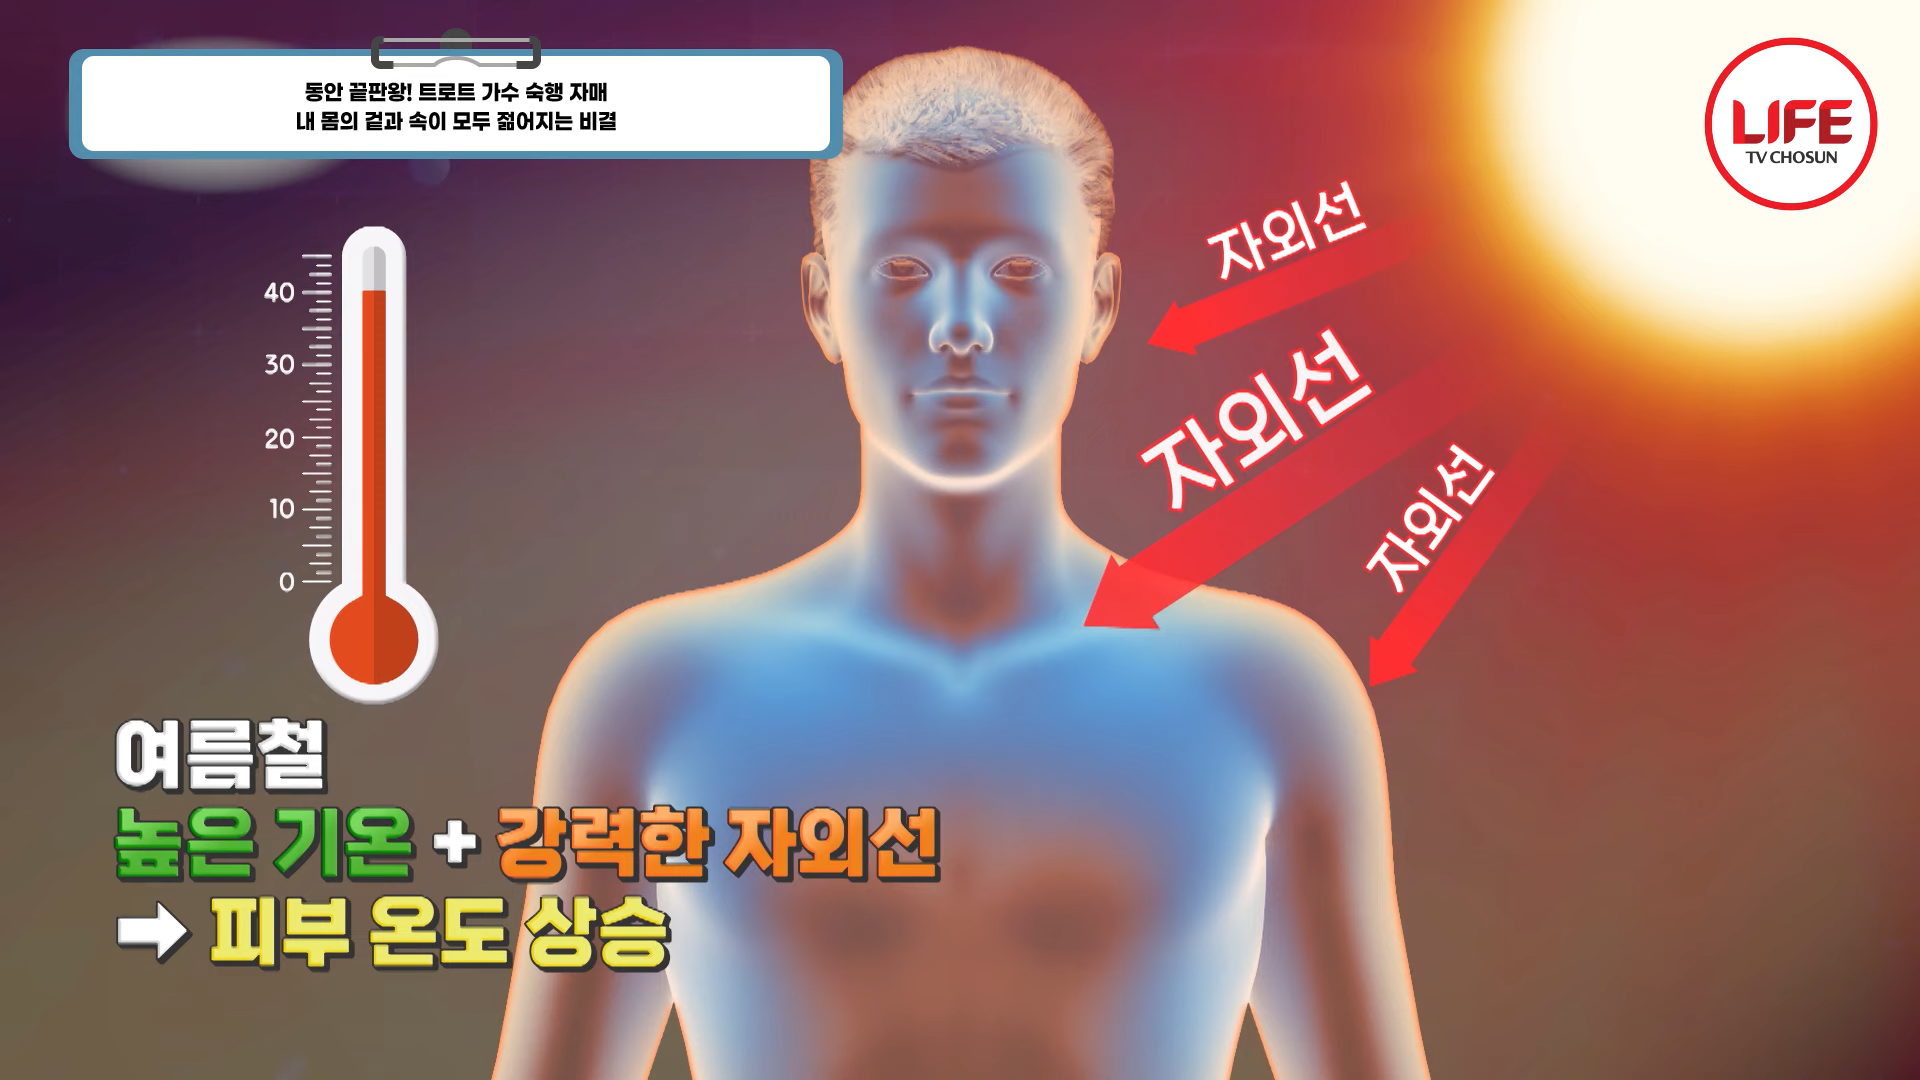 동안 끝판왕! 트로트 가수 숙행 자매
내 몸의 겉과 속이 모두 젊어지는 비결
LIFE
TV CHOSUN
자외선
자외선
자외선
40
30
20
10
0
여름철
높은 기온 + 강력한 자외선
➡ 피부 온도 상승